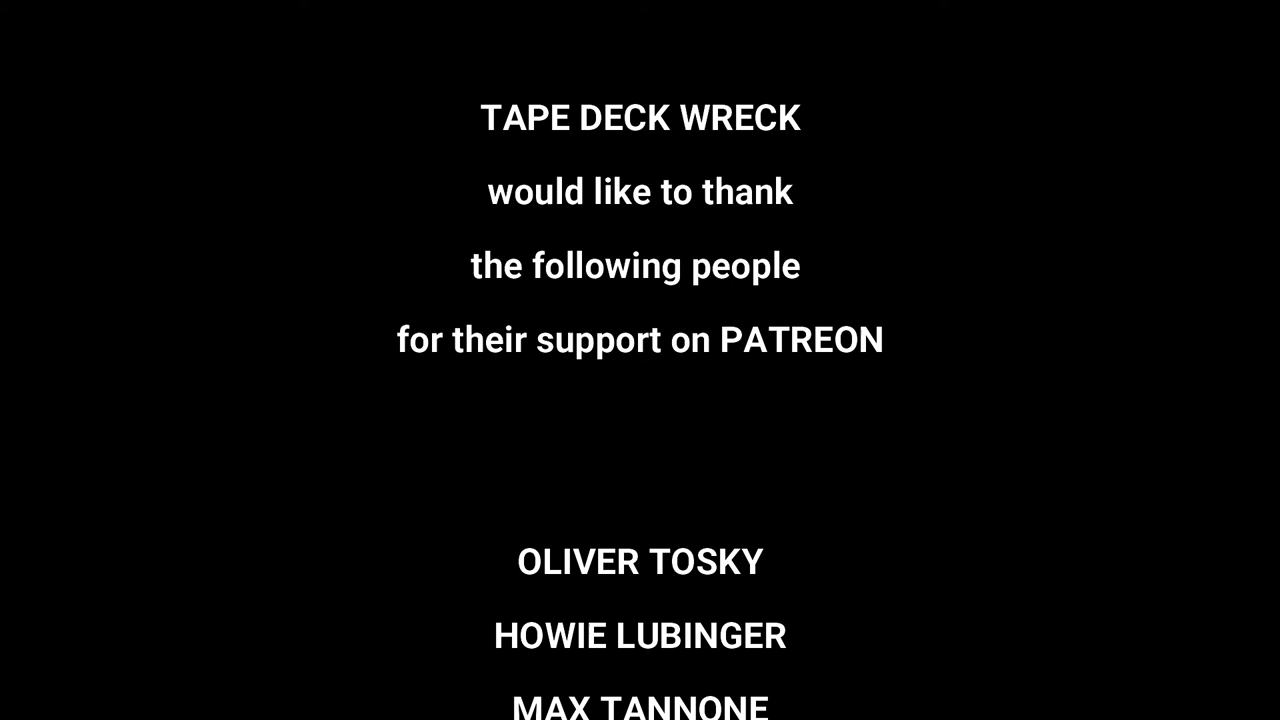 TAPE DECK WRECK
would like to thank
the following people
for their support on PATREON
OLIVER TOSKY
HOWIE LUBINGER
MAX TANNONE